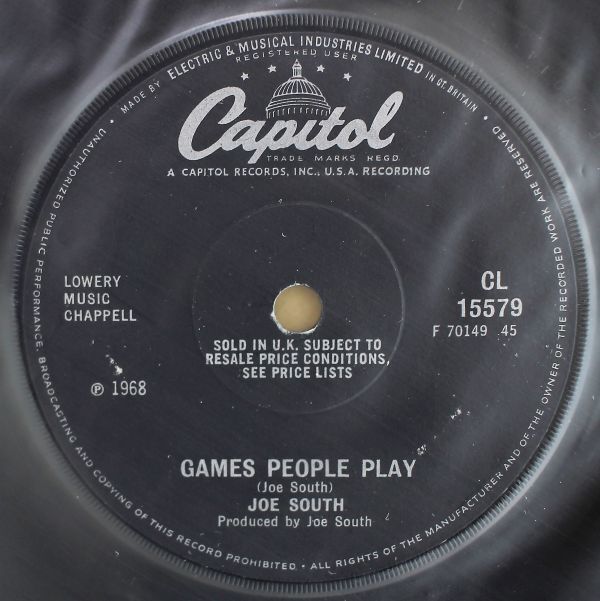 MADE BY ELECTRIC & MUSICAL INDUSTRIES LIMITED IN GT. BRITAIN •
REGISTERED USER
Capitol
TRADE MARKS REGD
A CAPITOL RECORDS, INC., U.S.A. RECORDING
LOWERY
MUSIC
CHAPPELL
CL
15579
F 70149 45
SOLD IN U.K. SUBJECT TO
RESALE PRICE CONDITIONS,
SEE PRICE LISTS
℗ 1968
GAMES PEOPLE PLAY
(Joe South)
JOE SOUTH
Produced by Joe South
• UNAUTHORIZED PUBLIC PERFORMANCE, BROADCASTING AND COPYING OF THIS RECORD PROHIBITED • ALL RIGHTS OF THE MANUFACTURER AND OF THE OWNER OF THE RECORDED WORK ARE RESERVED